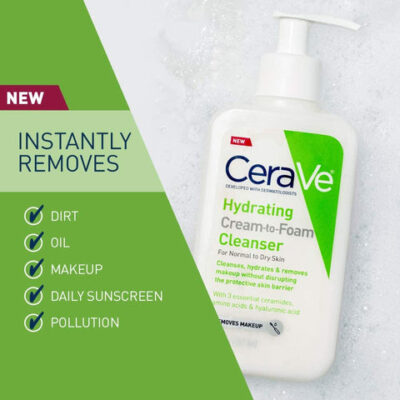 NEW
INSTANTLY
REMOVES
DIRT
OIL
MAKEUP
DAILY SUNSCREEN
POLLUTION
NEW
CeraVe
DEVELOPED WITH DERMATOLOGISTS
Hydrating
Cream-to-Foam
Cleanser
For Normal to Dry Skin
Cleanses, hydrates & removes
makeup without disrupting
the protective skin barrier
With 3 essential ceramides,
amino acids & hyaluronic acid
REMOVES MAKEUP